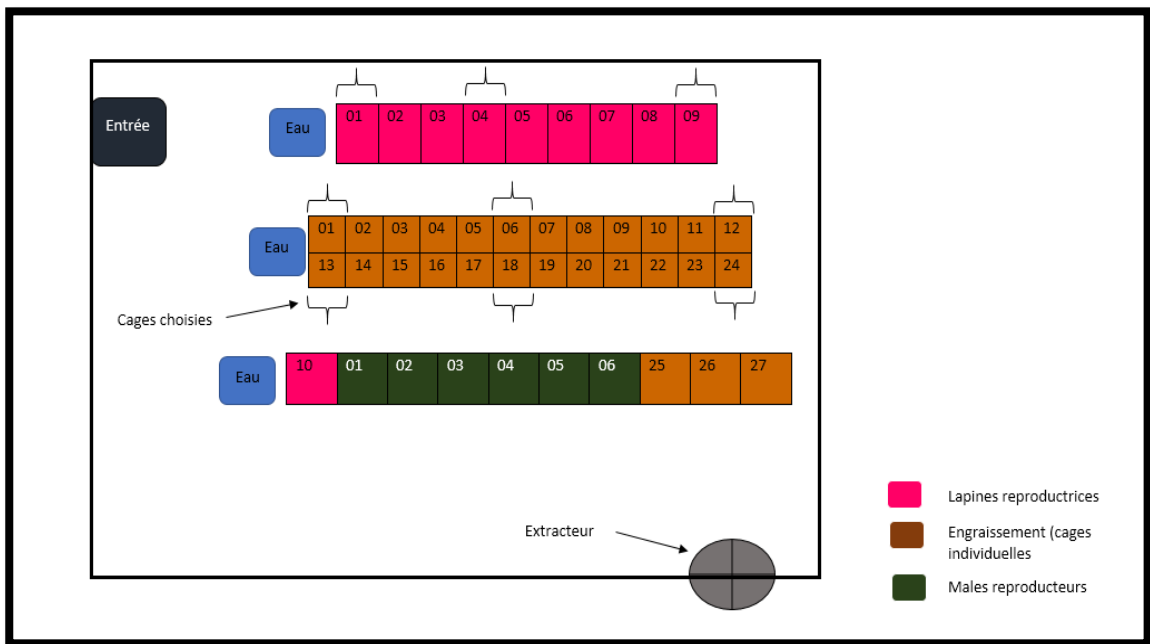 Entrée
Eau
01 02 03 04 05 06 07 08 09
Eau
01 02 03 04 05 06 07 08 09 10 11 12
13 14 15 16 17 18 19 20 21 22 23 24
Cages choisies
Eau
10 01 02 03 04 05 06 25 26 27
Extracteur
Lapines reproductrices
Engraissement (cages
individuelles
Males reproducteurs